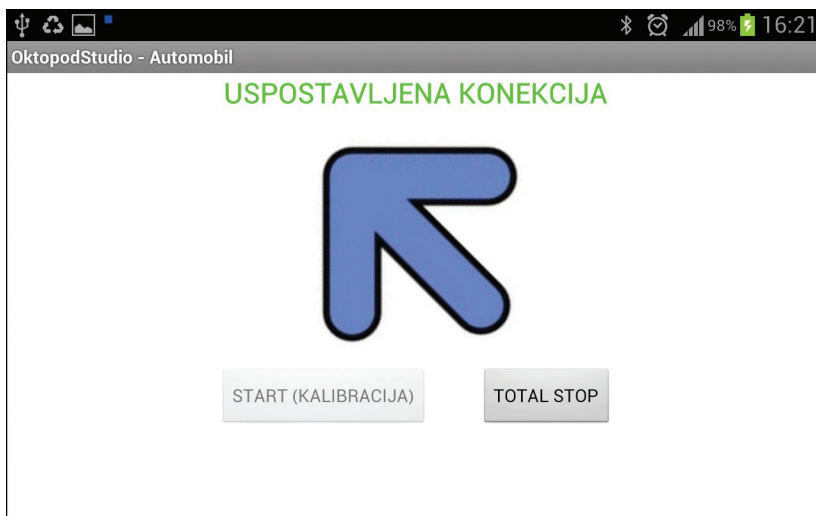 98% 16:21
OktopodStudio - Automobil
USPOSTAVLJENA KONEKCIJA
START (KALIBRACIJA) TOTAL STOP